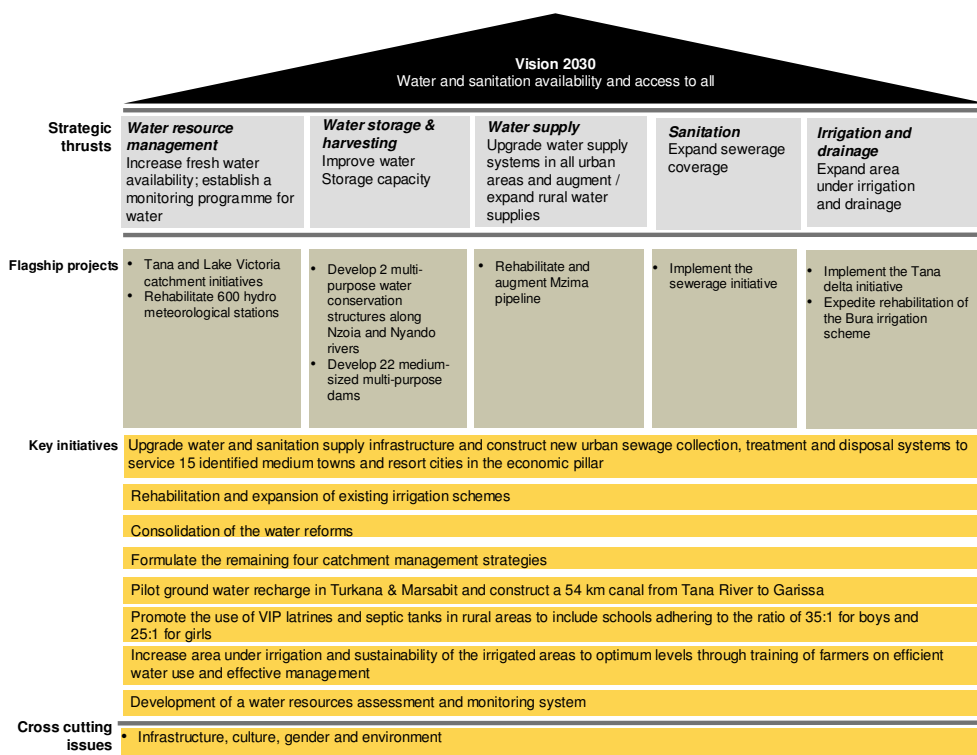 Vision 2030
Water and sanitation availability and access to all
Strategic
thrusts
Water resource
management
Increase fresh water
availability; establish a
monitoring programme for
water
Water storage &
harvesting
Improve water
Storage capacity
Water supply
Upgrade water supply
systems in all urban
areas and augment /
expand rural water
supplies
Sanitation
Expand sewerage
coverage
Irrigation and
drainage
Expand area
under irrigation
and drainage
Flagship projects
• Tana and Lake Victoria
catchment initiatives
• Rehabilitate 600 hydro
meteorological stations
• Develop 2 multi-
purpose water
conservation
structures along
Nzoia and Nyando
rivers
• Develop 22 medium-
sized multi-purpose
dams
• Rehabilitate and
augment Mzima
pipeline
• Implement the
sewerage initiative
• Implement the Tana
delta initiative
• Expedite rehabilitation of
the Bura irrigation
scheme
Key initiatives
Upgrade water and sanitation supply infrastructure and construct new urban sewage collection, treatment and disposal systems to
service 15 identified medium towns and resort cities in the economic pillar
Rehabilitation and expansion of existing irrigation schemes
Consolidation of the water reforms
Formulate the remaining four catchment management strategies
Pilot ground water recharge in Turkana & Marsabit and construct a 54 km canal from Tana River to Garissa
Promote the use of VIP latrines and septic tanks in rural areas to include schools adhering to the ratio of 35:1 for boys and
25:1 for girls
Increase area under irrigation and sustainability of the irrigated areas to optimum levels through training of farmers on efficient
water use and effective management
Development of a water resources assessment and monitoring system
Cross cutting
issues
• Infrastructure, culture, gender and environment